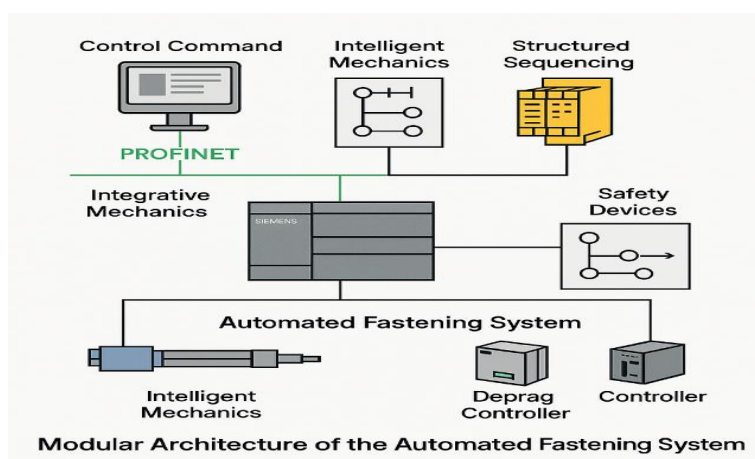 Control Command
Intelligent
Mechanics
Structured
Sequencing
PROFINET
Integrative
Mechanics
SIEMENS
Safety
Devices
Automated Fastening System
Intelligent
Mechanics
Deprag
Controller
Controller
Modular Architecture of the Automated Fastening System